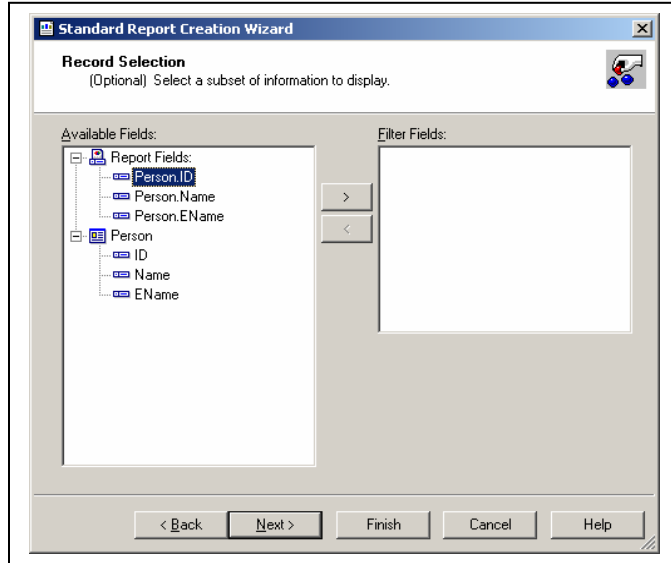 Standard Report Creation Wizard
Record Selection
(Optional) Select a subset of information to display.
Available Fields:
Filter Fields:
Report Fields:
Person.ID
Person.Name
Person.EName
Person
ID
Name
EName
>
<
< Back
Next >
Finish
Cancel
Help